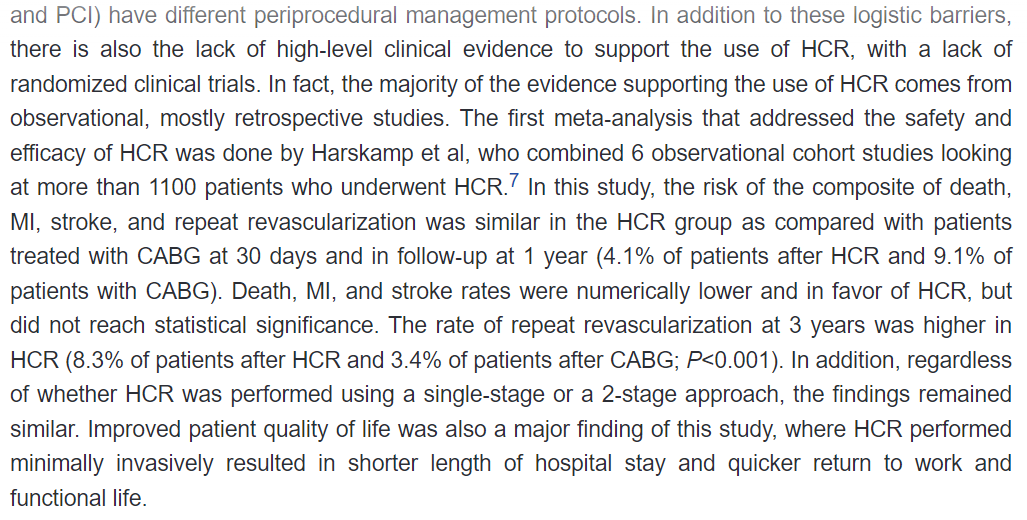 and PCI) have different periprocedural management protocols. In addition to these logistic barriers,
there is also the lack of high-level clinical evidence to support the use of HCR, with a lack of
randomized clinical trials. In fact, the majority of the evidence supporting the use of HCR comes from
observational, mostly retrospective studies. The first meta-analysis that addressed the safety and
efficacy of HCR was done by Harskamp et al, who combined 6 observational cohort studies looking
at more than 1100 patients who underwent HCR.7 In this study, the risk of the composite of death,
MI, stroke, and repeat revascularization was similar in the HCR group as compared with patients
treated with CABG at 30 days and in follow-up at 1 year (4.1% of patients after HCR and 9.1% of
patients with CABG). Death, MI, and stroke rates were numerically lower and in favor of HCR, but
did not reach statistical significance. The rate of repeat revascularization at 3 years was higher in
HCR (8.3% of patients after HCR and 3.4% of patients after CABG; P<0.001). In addition, regardless
of whether HCR was performed using a single-stage or a 2-stage approach, the findings remained
similar. Improved patient quality of life was also a major finding of this study, where HCR performed
minimally invasively resulted in shorter length of hospital stay and quicker return to work and
functional life.